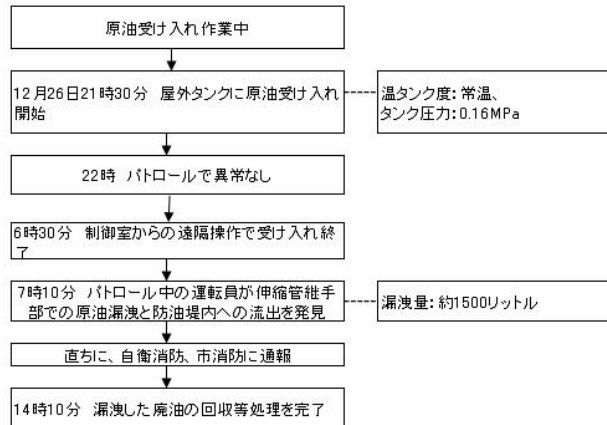 原油受け入れ作業中
12月26日21時30分　屋外タンクに原油受け入れ
開始
温タンク度：常温、
タンク圧力：0.16MPa
22時　パトロールで異常なし
6時30分　制御室からの遠隔操作で受け入れ終
了
7時10分　パトロール中の運転員が伸縮管継手
部での原油漏洩と防油堤内への流出を発見
漏洩量：約1500リットル
直ちに、自衛消防、市消防に通報
14時10分　漏洩した廃油の回収等処理を完了